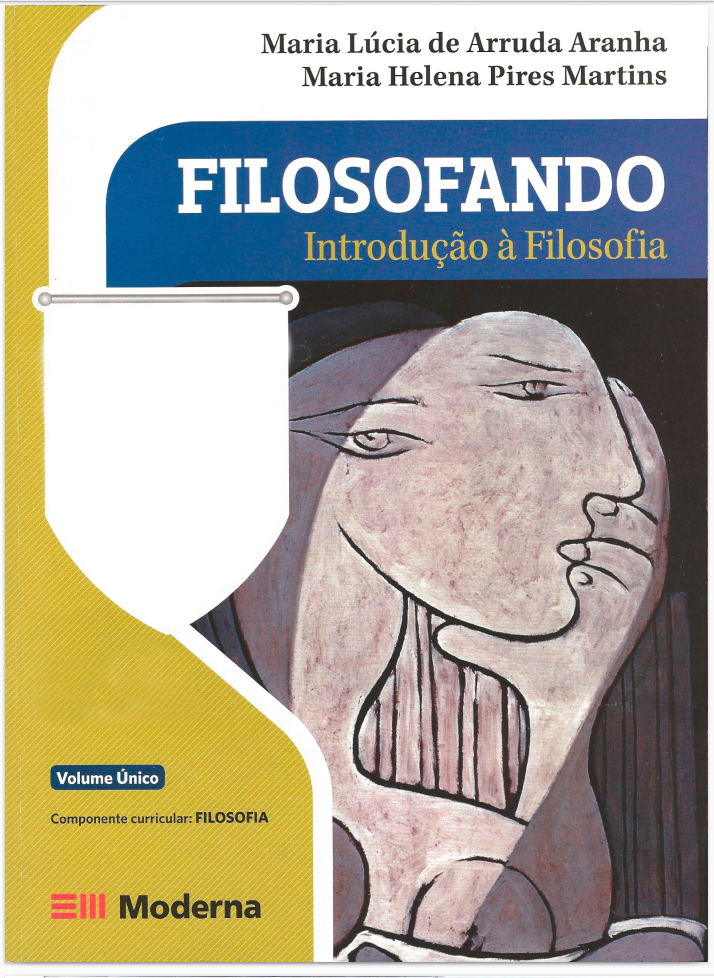 Maria Lúcia de Arruda Aranha
Maria Helena Pires Martins
FILOSOFANDO
Introdução à Filosofia
Volume Único
Componente curricular: FILOSOFIA
Moderna